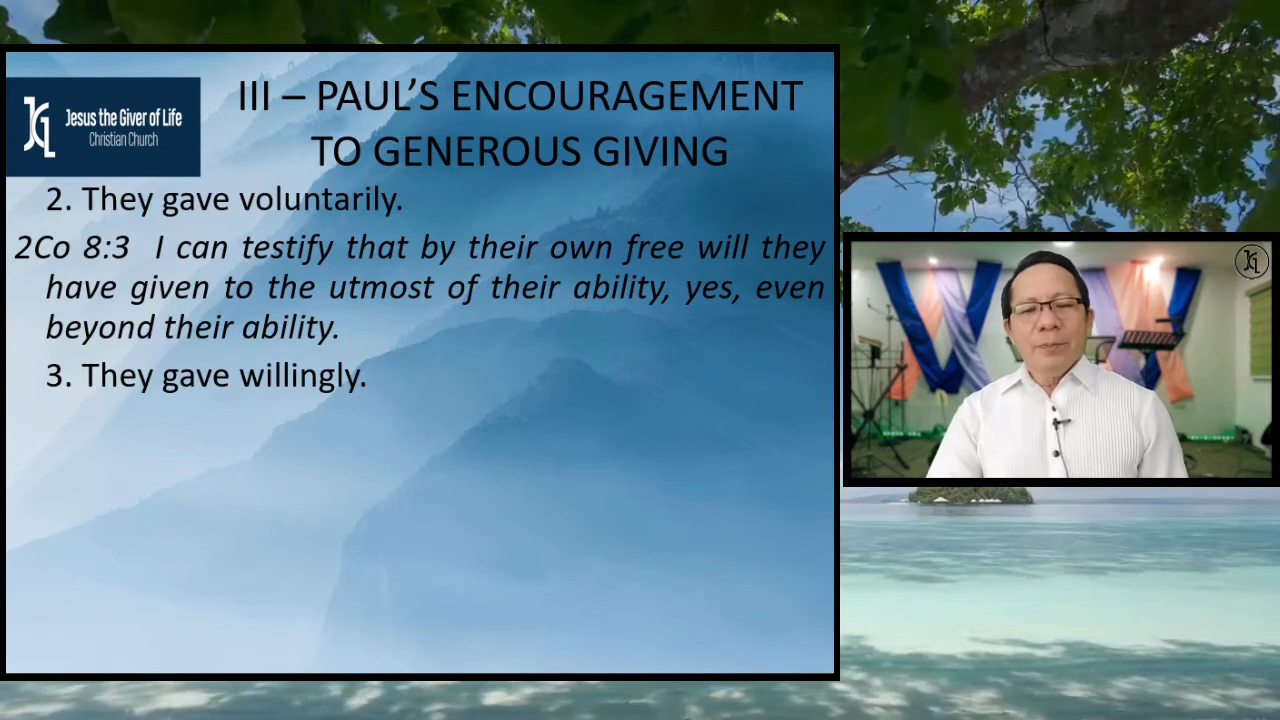 Jesus the Giver of Life
Christian Church
III – PAUL'S ENCOURAGEMENT
TO GENEROUS GIVING
2. They gave voluntarily.
2Co 8:3 I can testify that by their own free will they
have given to the utmost of their ability, yes, even
beyond their ability.
3. They gave willingly.